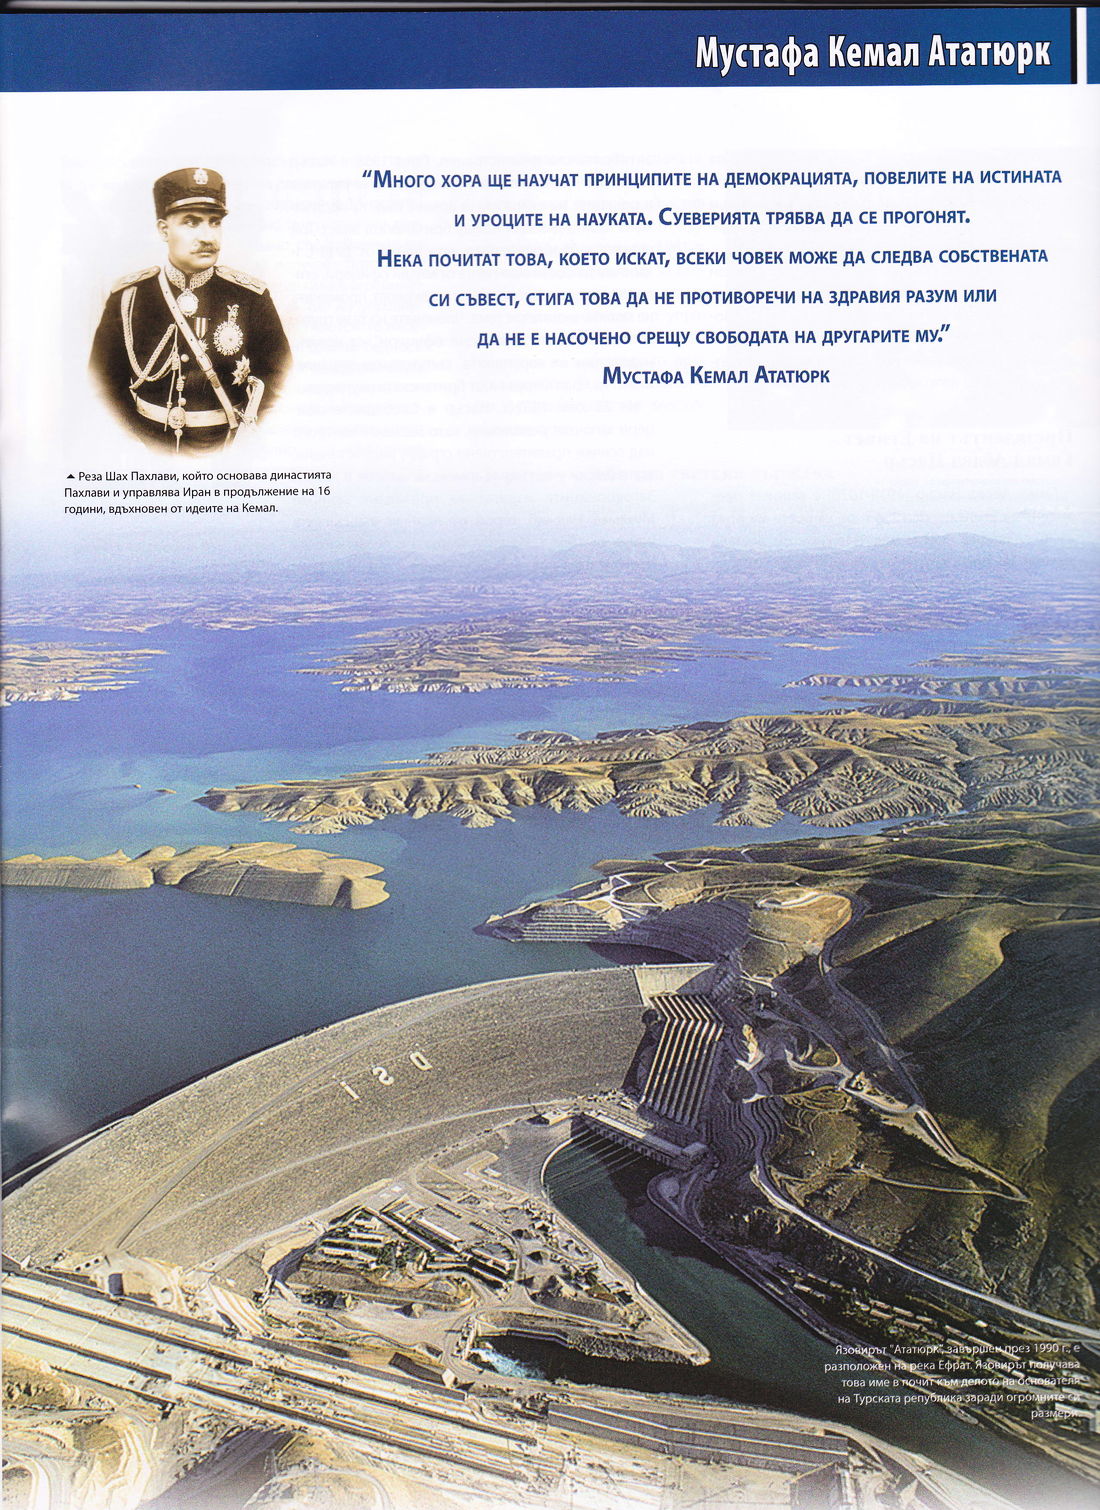 Мустафа Кемал Ататюрк
“Много хора ще научат принципите на демокрацията, повелите на истината
и уроците на науката. Суеверията трябва да се прогонят.
Нека почитат това, което искат, всеки човек може да следва собствената
си съвест, стига това да не противоречи на здравия разум или
да не е насочено срещу свободата на другарите му.”
Мустафа Кемал Ататюрк
Реза Шах Пахлави, който основава династията
Пахлави и управлява Иран в продължение на 16
години, вдъхновен от идеите на Кемал.
DSİ
Язовирът "Ататюрк", завършен през 1990 г., е
разположен на река Ефрат. Язовирът получава
това име в почит към делото на основателя
на Турската република заради огромните си
размери.